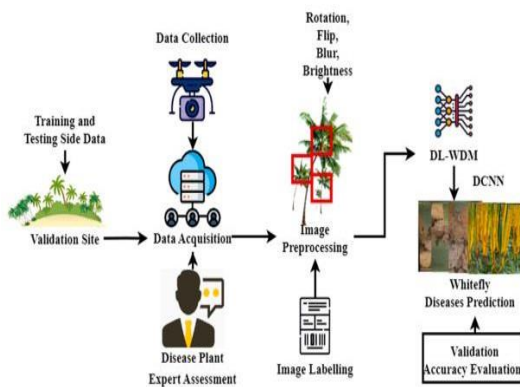 Data Collection
Rotation,
Flip,
Blur,
Brightness
Training and
Testing Side Data
DL-WDM
DCNN
Validation Site
Data Acquisition
Image
Preprocessing
Whitefly
Diseases Prediction
Disease Plant
Expert Assessment
Image Labelling
Validation
Accuracy Evaluation